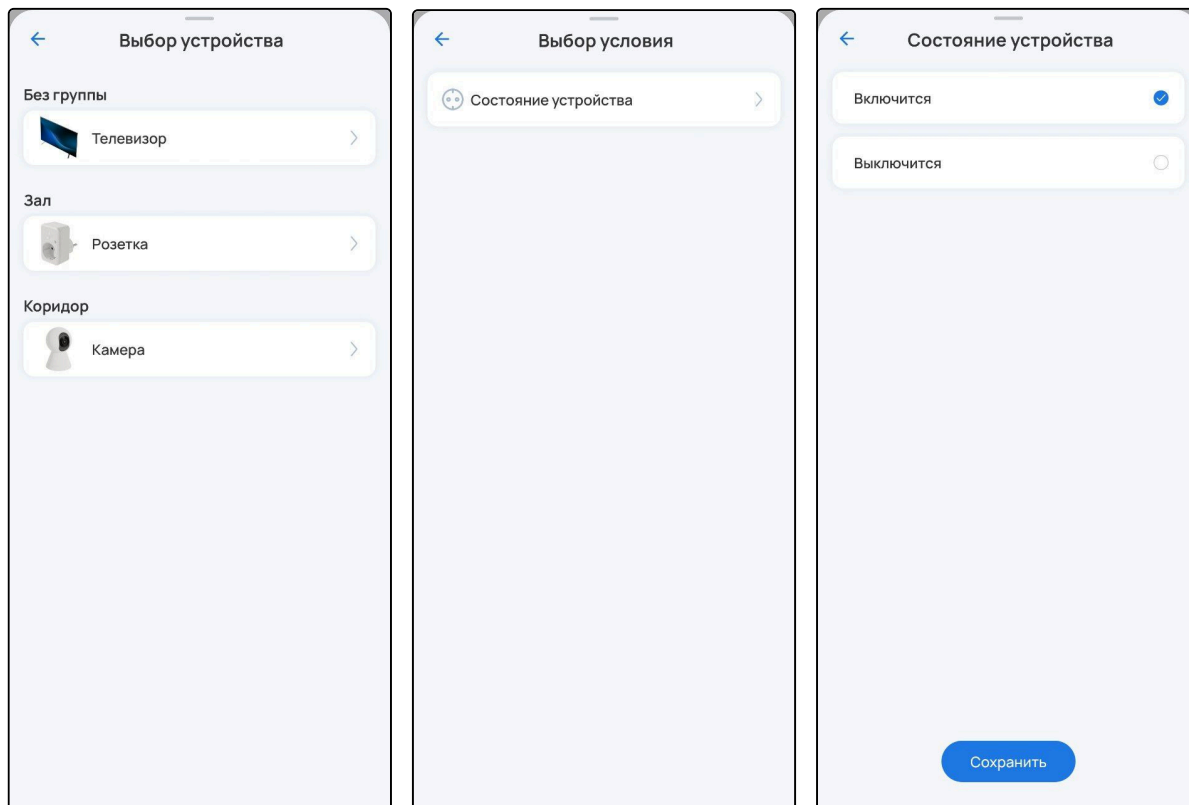 Выбор устройства
Без группы
Телевизор
Зал
Розетка
Коридор
Камера
Выбор условия
Состояние устройства
Состояние устройства
Включится
Выключится
Сохранить